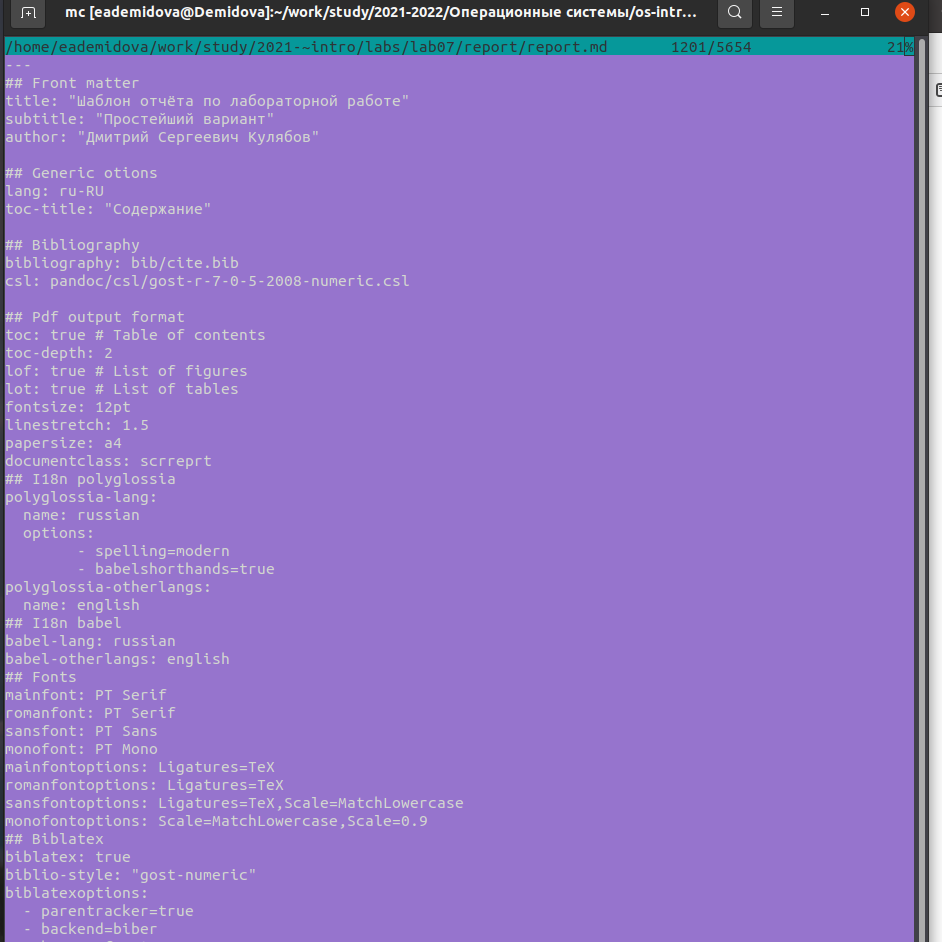 mc [eademidova@Demidova]:~/work/study/2021-2022/Операционные системы/os-intr...
/home/eademidova/work/study/2021-~intro/labs/lab07/report/report.md 1201/5654 21%
---
## Front matter
title: "Шаблон отчёта по лабораторной работе"
subtitle: "Простейший вариант"
author: "Дмитрий Сергеевич Кулябов"
## Generic otions
lang: ru-RU
toc-title: "Содержание"
## Bibliography
bibliography: bib/cite.bib
csl: pandoc/csl/gost-r-7-0-5-2008-numeric.csl
## Pdf output format
toc: true # Table of contents
toc-depth: 2
lof: true # List of figures
lot: true # List of tables
fontsize: 12pt
linestretch: 1.5
papersize: a4
documentclass: scrreprt
## I18n polyglossia
polyglossia-lang:
name: russian
options:
- spelling=modern
- babelshorthands=true
polyglossia-otherlangs:
name: english
## I18n babel
babel-lang: russian
babel-otherlangs: english
## Fonts
mainfont: PT Serif
romanfont: PT Serif
sansfont: PT Sans
monofont: PT Mono
mainfontoptions: Ligatures=TeX
romanfontoptions: Ligatures=TeX
sansfontoptions: Ligatures=TeX,Scale=MatchLowercase
monofontoptions: Scale=MatchLowercase,Scale=0.9
## Biblatex
biblatex: true
biblio-style: "gost-numeric"
biblatexoptions:
- parentracker=true
- backend=biber